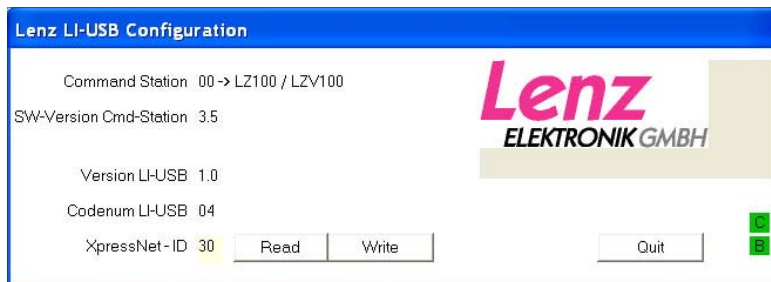 Lenz LI-USB Configuration
Command Station 00 -> LZ100 / LZV100
SW-Version Cmd-Station 3.5
Lenz
ELEKTRONIK GMBH
Version LI-USB 1.0
Codenum LI-USB 04
XpressNet-ID 30 Read Write Quit
C
B